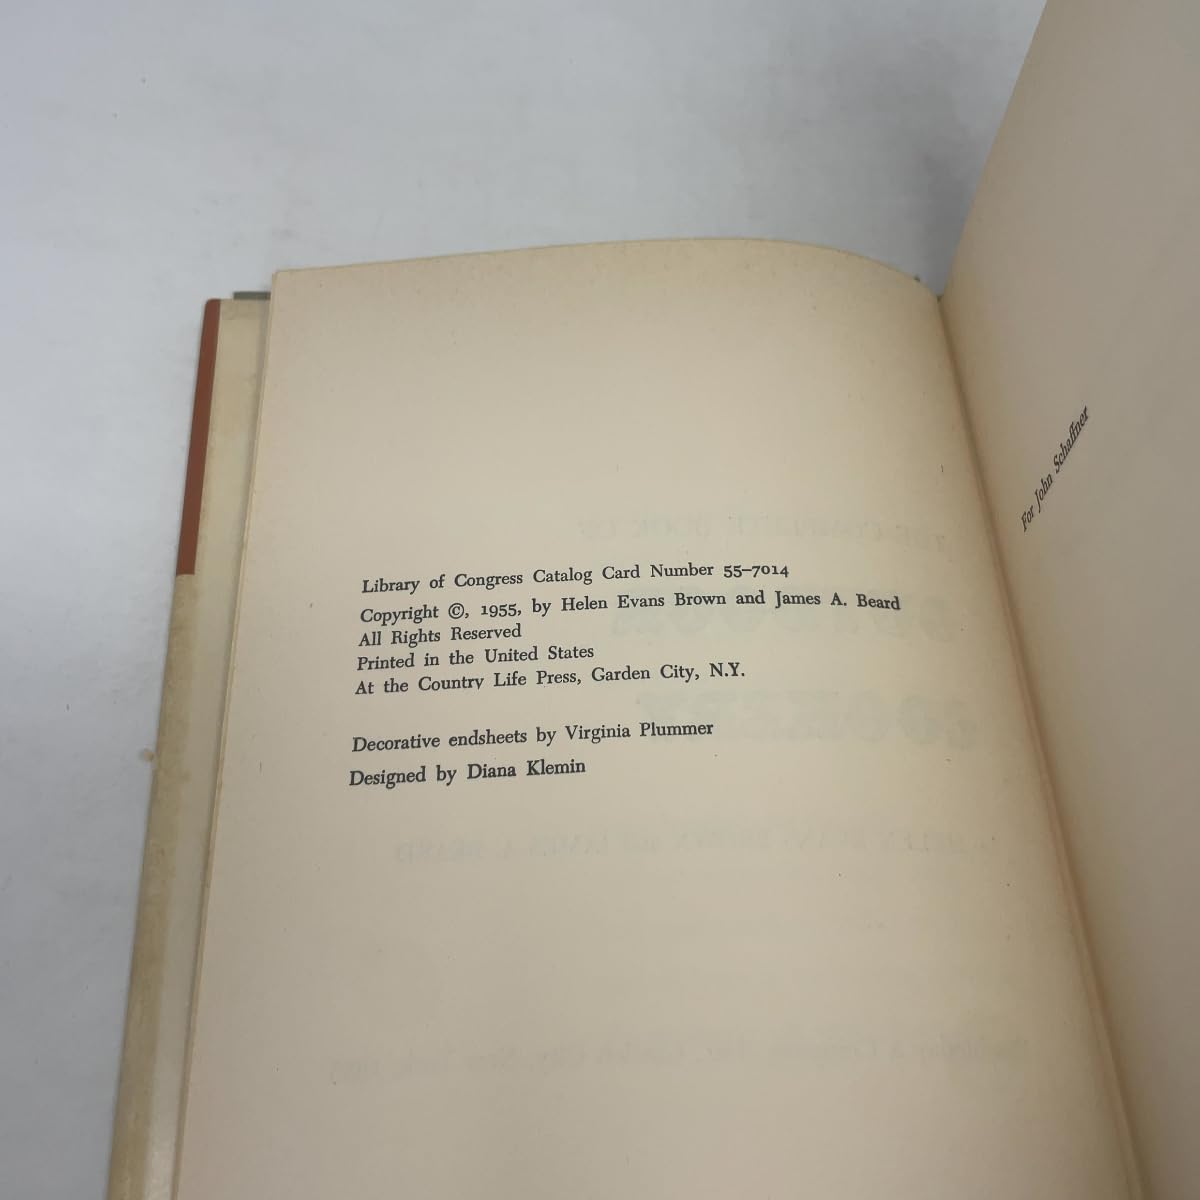 Library of Congress Catalog Card Number 55–7014
Copyright ©, 1955, by Helen Evans Brown and James A. Beard
All Rights Reserved
Printed in the United States
At the Country Life Press, Garden City, N.Y.
Decorative endsheets by Virginia Plummer
Designed by Diana Klemin
For John Schaffner